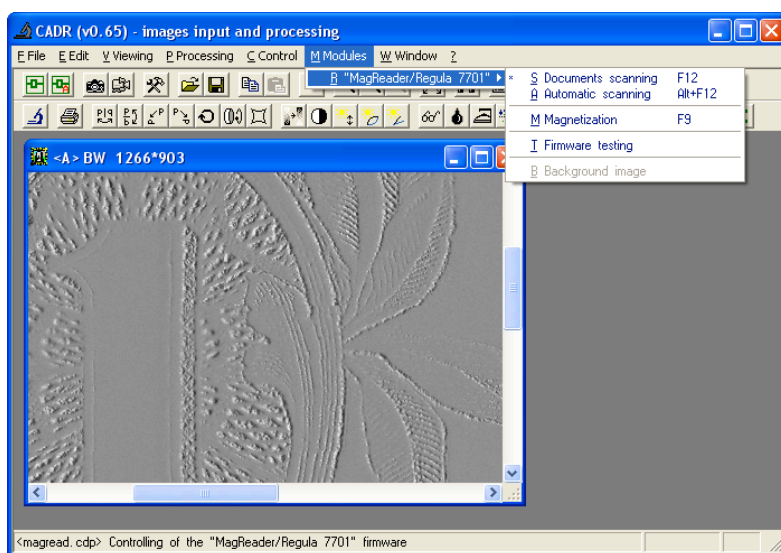 CADR (v0.65) - images input and processing
F File E Edit V Viewing P Processing C Control M Modules W Window ?
R "MagReader/Regula 7701"
* S Documents scanning F12
A Automatic scanning Alt+F12
M Magnetization F9
T Firmware testing
B Background image
<A> BW 1266*903
<magread.cdp> Controlling of the "MagReader/Regula 7701" firmware